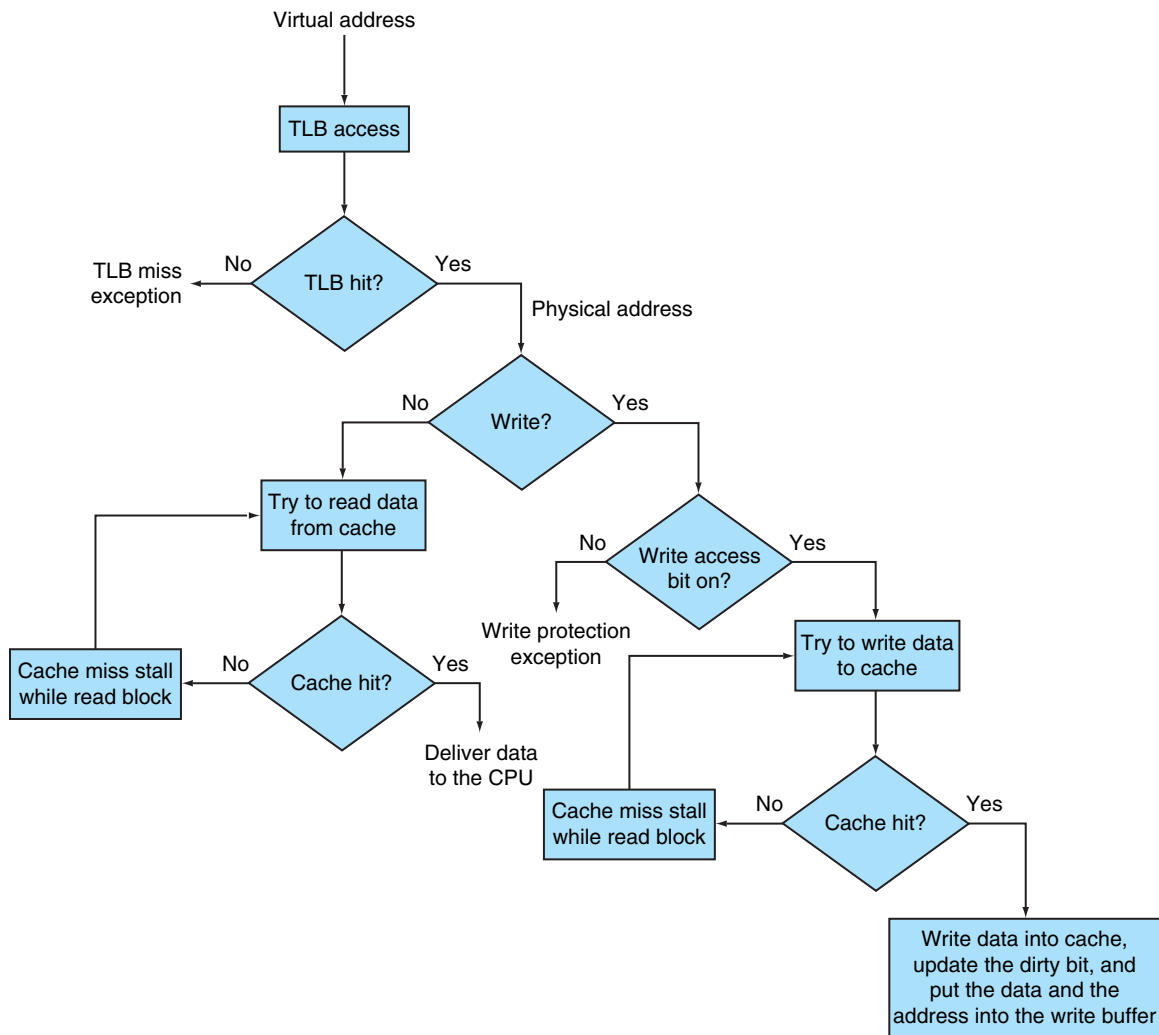 Virtual address
TLB access
TLB hit?
No
Yes
TLB miss
exception
Physical address
Write?
No
Yes
Try to read data
from cache
Write access
bit on?
No
Yes
Write protection
exception
Try to write data
to cache
Cache hit?
No
Yes
Cache miss stall
while read block
Deliver data
to the CPU
Cache hit?
No
Yes
Cache miss stall
while read block
Write data into cache,
update the dirty bit, and
put the data and the
address into the write buffer